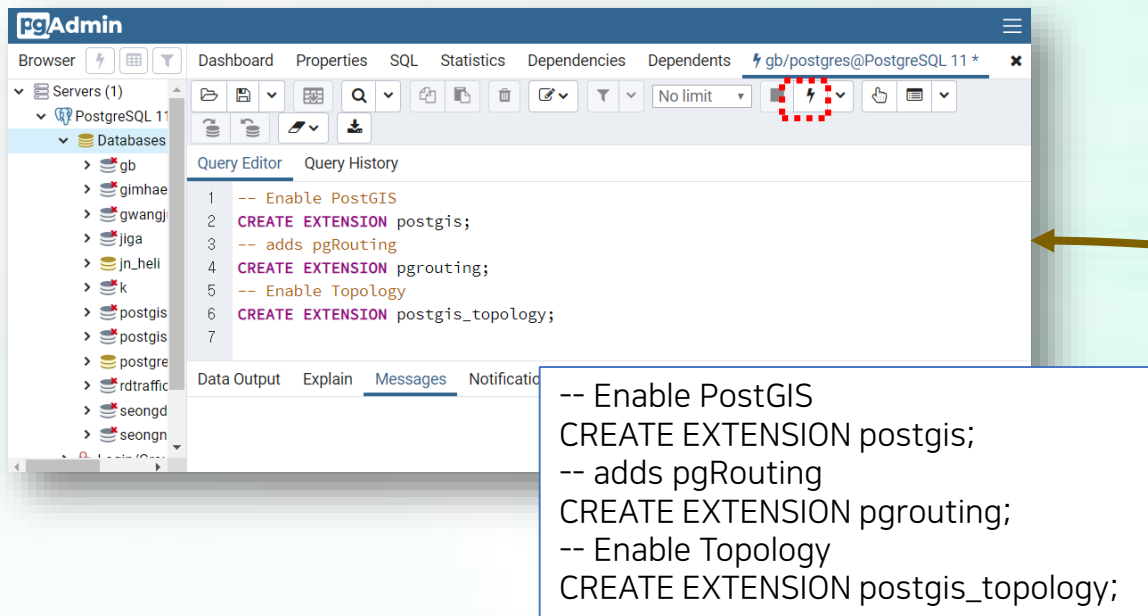 pgAdmin
Browser
Dashboard Properties SQL Statistics Dependencies Dependents gb/postgres@PostgreSQL 11 *
Servers (1)
PostgreSQL 11
Databases
gb
gimhae
gwangj
jiga
jn_heli
k
postgis
postgis
postgre
rdtraffic
seongd
seongn
No limit
Query Editor Query History
1 -- Enable PostGIS
2 CREATE EXTENSION postgis;
3 -- adds pgRouting
4 CREATE EXTENSION pgrouting;
5 -- Enable Topology
6 CREATE EXTENSION postgis_topology;
7
Data Output Explain Messages Notificatio
-- Enable PostGIS
CREATE EXTENSION postgis;
-- adds pgRouting
CREATE EXTENSION pgrouting;
-- Enable Topology
CREATE EXTENSION postgis_topology;